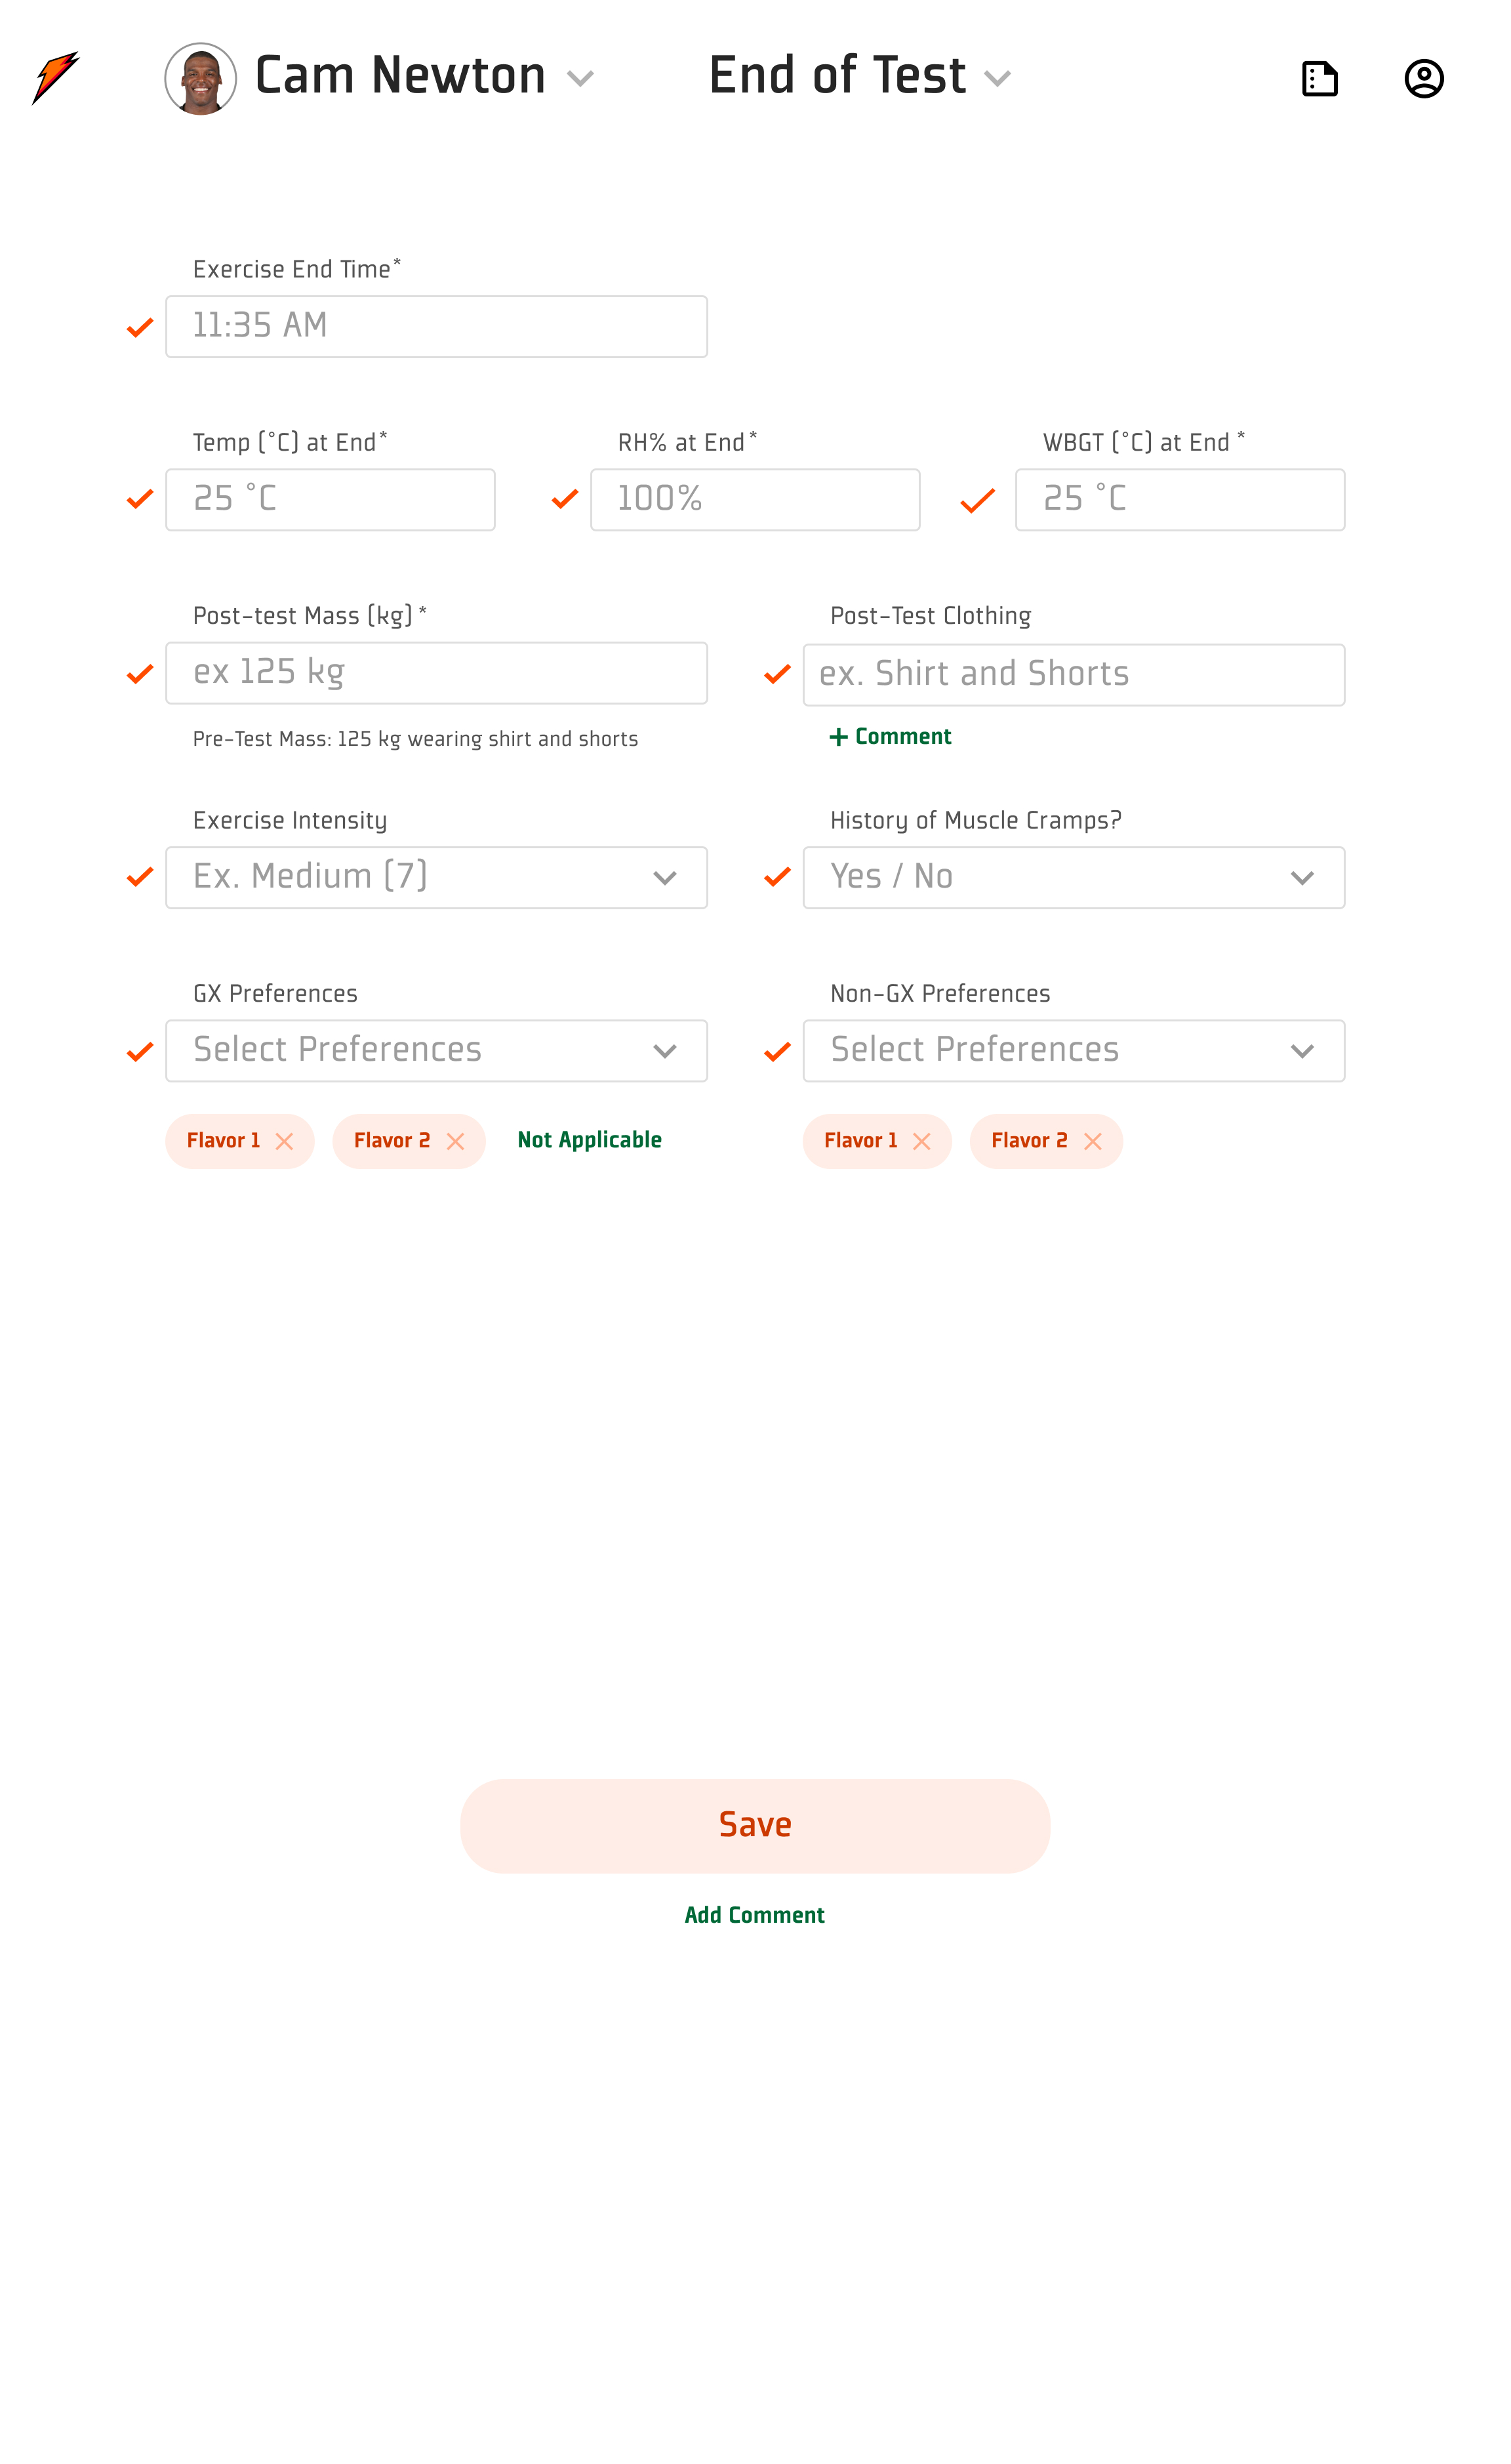 Cam Newton
End of Test
Exercise End Time*
11:35 AM
Temp (°C) at End*
RH% at End*
WBGT (°C) at End *
25 °C
100%
25 °C
Post-test Mass (kg) *
Post-Test Clothing
ex 125 kg
ex. Shirt and Shorts
Pre-Test Mass: 125 kg wearing shirt and shorts
+ Comment
Exercise Intensity
History of Muscle Cramps?
Ex. Medium (7)
Yes / No
GX Preferences
Non-GX Preferences
Select Preferences
Select Preferences
Flavor 1
Flavor 2
Not Applicable
Flavor 1
Flavor 2
Save
Add Comment